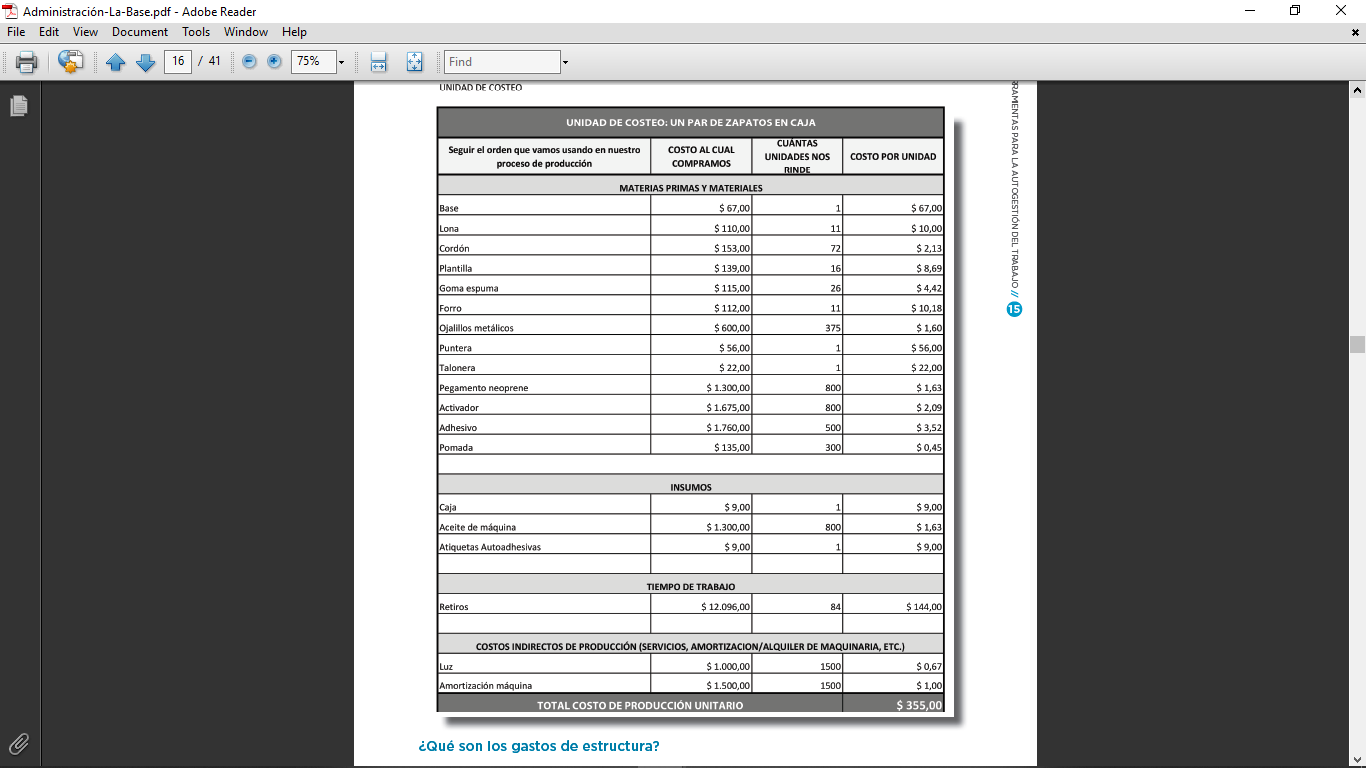 Administración-La-Base.pdf - Adobe Reader
File Edit View Document Tools Window Help
16 / 41 75% Find
UNIDAD DE COSTEO
UNIDAD DE COSTEO: UN PAR DE ZAPATOS EN CAJA
Seguir el orden que vamos usando en nuestro proceso de producción COSTO AL CUAL COMPRAMOS CUÁNTAS UNIDADES NOS RINDE COSTO POR UNIDAD
MATERIAS PRIMAS Y MATERIALES
Base $ 67,00 1 $ 67,00
Lona $ 110,00 11 $ 10,00
Cordón $ 153,00 72 $ 2,13
Plantilla $ 139,00 16 $ 8,69
Goma espuma $ 115,00 26 $ 4,42
Forro $ 112,00 11 $ 10,18
Ojalillos metálicos $ 600,00 375 $ 1,60
Puntera $ 56,00 1 $ 56,00
Talonera $ 22,00 1 $ 22,00
Pegamento neoprene $ 1.300,00 800 $ 1,63
Activador $ 1.675,00 800 $ 2,09
Adhesivo $ 1.760,00 500 $ 3,52
Pomada $ 135,00 300 $ 0,45
INSUMOS
Caja $ 9,00 1 $ 9,00
Aceite de máquina $ 1.300,00 800 $ 1,63
Atiquetas Autoadhesivas $ 9,00 1 $ 9,00
TIEMPO DE TRABAJO
Retiros $ 12.096,00 84 $ 144,00
COSTOS INDIRECTOS DE PRODUCCIÓN (SERVICIOS, AMORTIZACION/ALQUILER DE MAQUINARIA, ETC.)
Luz $ 1.000,00 1500 $ 0,67
Amortización máquina $ 1.500,00 1500 $ 1,00
TOTAL COSTO DE PRODUCCIÓN UNITARIO $ 355,00
¿Qué son los gastos de estructura?
RRAMIENTAS PARA LA AUTOGESTIÓN DEL TRABAJO // 15